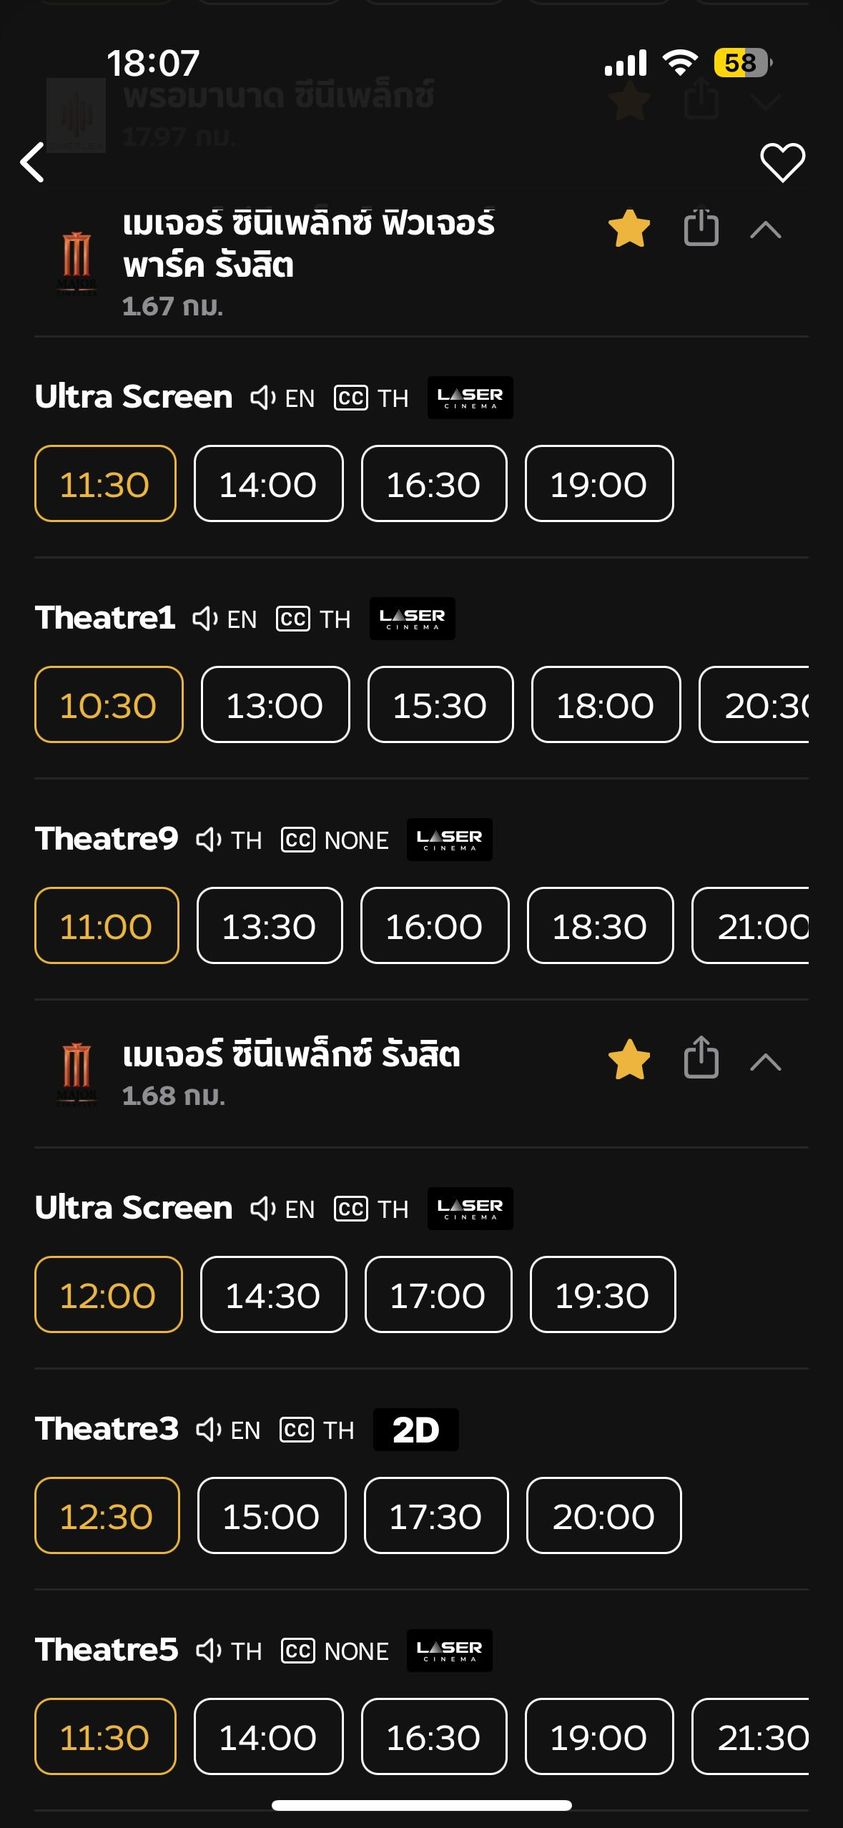 18:07
58
พรอมานาด ซีนีเพล็กซ์
17.97 กม.
เมเจอร์ ซีนีเพล็กซ์ ฟิวเจอร์
พาร์ค รังสิต
1.67 กม.
MAJOR
Ultra Screen EN CC TH LASER CINEMA
11:30 14:00 16:30 19:00
Theatre1 EN CC TH LASER CINEMA
10:30 13:00 15:30 18:00 20:30
Theatre9 TH CC NONE LASER CINEMA
11:00 13:30 16:00 18:30 21:00
เมเจอร์ ซีนีเพล็กซ์ รังสิต
1.68 กม.
MAJOR
Ultra Screen EN CC TH LASER CINEMA
12:00 14:30 17:00 19:30
Theatre3 EN CC TH 2D
12:30 15:00 17:30 20:00
Theatre5 TH CC NONE LASER CINEMA
11:30 14:00 16:30 19:00 21:30